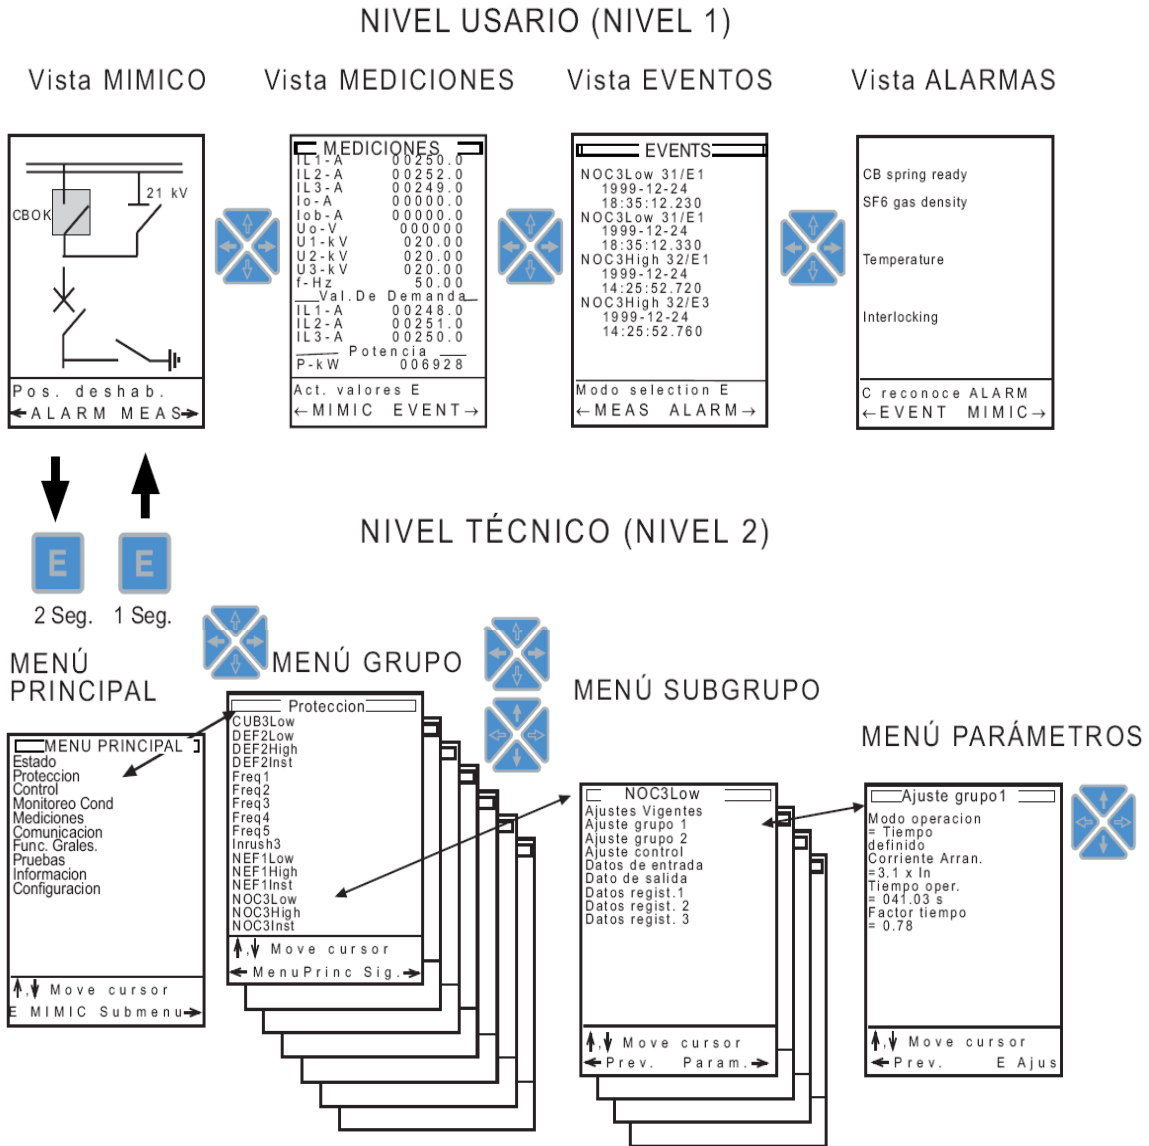 NIVEL USARIO (NIVEL 1)
Vista MIMICO
Vista MEDICIONES
Vista EVENTOS
Vista ALARMAS
CBOK
21 kV
Pos. deshab.
←ALARM MEAS→
MEDICIONES
IL1-A 00250.0
IL2-A 00252.0
IL3-A 00249.0
Io-A 00000.0
Iob-A 00000.0
Uo-V 000000
U1-kV 020.00
U2-kV 020.00
U3-kV 020.00
f-Hz 50.00
Val.De Demanda
IL1-A 00248.0
IL2-A 00251.0
IL3-A 00250.0
Potencia
P-kW 006928
Act. valores E
←MIMIC EVENT→
EVENTS
NOC3Low 31/E1
1999-12-24
18:35:12.230
NOC3Low 31/E1
1999-12-24
18:35:12.330
NOC3High 32/E1
1999-12-24
14:25:52.720
NOC3High 32/E3
1999-12-24
14:25:52.760
Modo selection E
←MEAS ALARM→
CB spring ready
SF6 gas density
Temperature
Interlocking
C reconoce ALARM
←EVENT MIMIC→
E
E
2 Seg.
1 Seg.
NIVEL TÉCNICO (NIVEL 2)
MENÚ
PRINCIPAL
MENU PRINCIPAL
Estado
Proteccion
Control
Monitoreo Cond
Mediciones
Comunicacion
Func. Grales.
Pruebas
Informacion
Configuracion
↑,↓ Move cursor
E MIMIC Submenu→
MENÚ GRUPO
Proteccion
CUB3Low
DEF2Low
DEF2High
DEF2Inst
Freq1
Freq2
Freq3
Freq4
Freq5
Inrush3
NEF1Low
NEF1High
NEF1Inst
NOC3Low
NOC3High
NOC3Inst
↑,↓ Move cursor
←MenuPrinc Sig.→
MENÚ SUBGRUPO
NOC3Low
Ajustes Vigentes
Ajuste grupo 1
Ajuste grupo 2
Ajuste control
Datos de entrada
Dato de salida
Datos regist.1
Datos regist. 2
Datos regist. 3
↑,↓ Move cursor
←Prev. Param.→
MENÚ PARÁMETROS
Ajuste grupo1
Modo operacion
= Tiempo
definido
Corriente Arran.
=3.1 x In
Tiempo oper.
= 041.03 s
Factor tiempo
= 0.78
↑,↓ Move cursor
←Prev. E Ajus